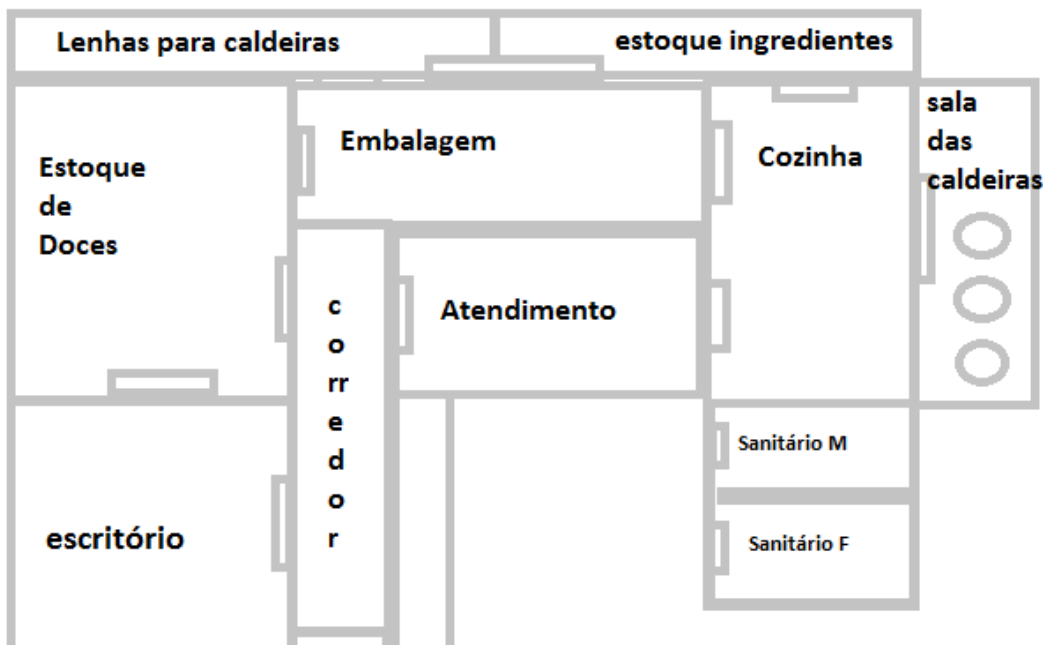 Lenhas para caldeiras
estoque ingredientes
sala
das
caldeiras
Embalagem
Cozinha
Estoque
de
Doces
c
o
rr
e
d
o
r
Atendimento
Sanitário M
escritório
Sanitário F